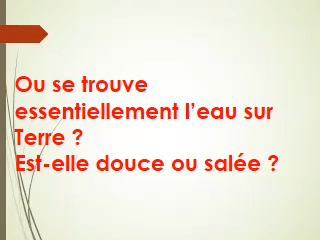 Ou se trouve
essentiellement l’eau sur
Terre ?
Est-elle douce ou salée ?